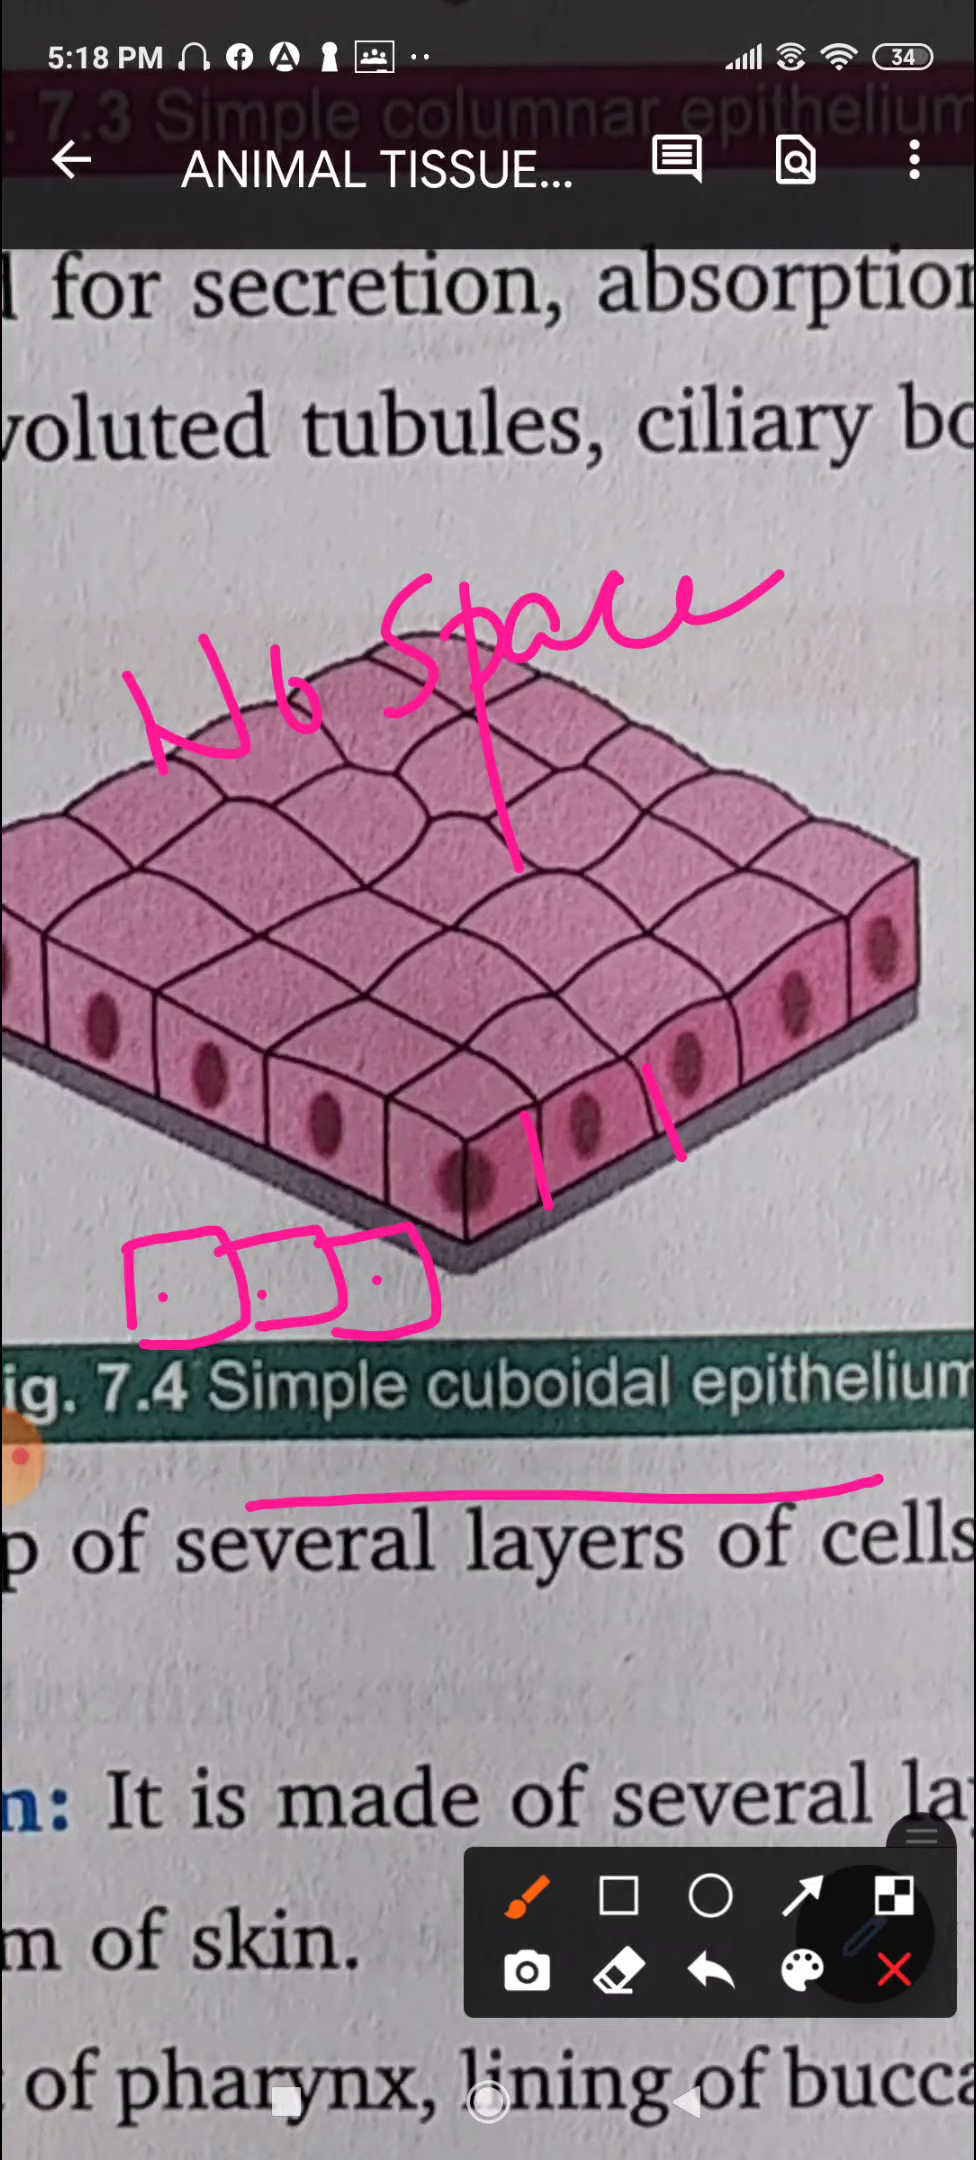 5:18 PM
34
7.3 Simple columnar epithelium
ANIMAL TISSUE...
for secretion, absorption
voluted tubules, ciliary bo
No Space
ig. 7.4 Simple cuboidal epithelium
p of several layers of cells
n: It is made of several la
m of skin.
of pharynx, lining of bucca